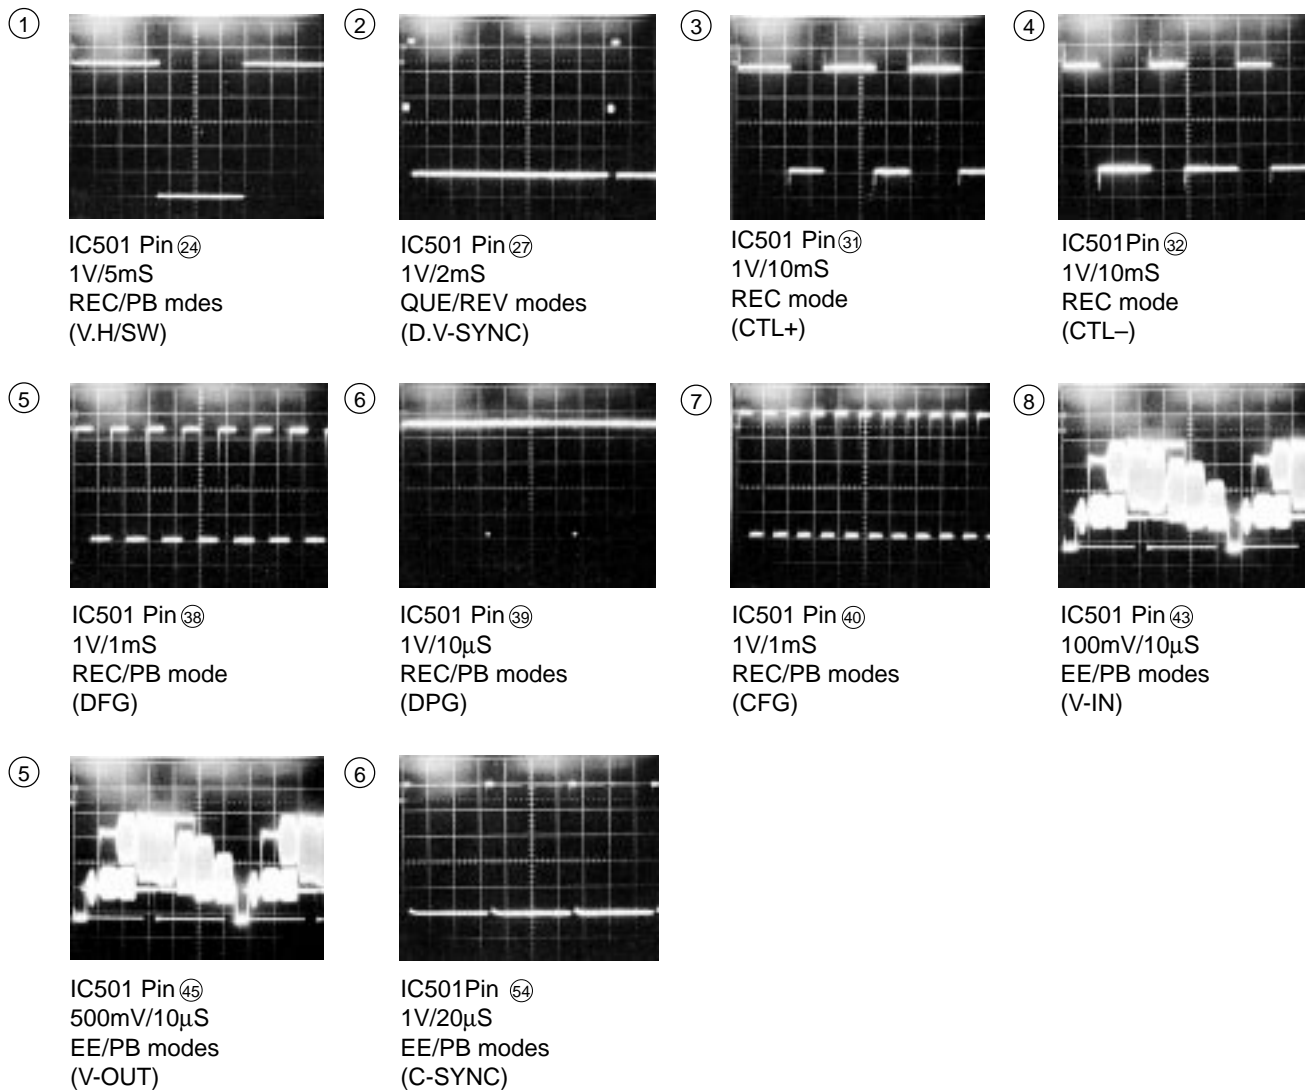 ①
IC501 Pin ㉔
1V/5mS
REC/PB mdes
(V.H/SW)
②
IC501 Pin ㉗
1V/2mS
QUE/REV modes
(D.V-SYNC)
③
IC501 Pin ㉛
1V/10mS
REC mode
(CTL+)
④
IC501Pin ㉜
1V/10mS
REC mode
(CTL–)
⑤
IC501 Pin ㊳
1V/1mS
REC/PB mode
(DFG)
⑥
IC501 Pin ㊴
1V/10µS
REC/PB modes
(DPG)
⑦
IC501 Pin ㊵
1V/1mS
REC/PB modes
(CFG)
⑧
IC501 Pin ㊸
100mV/10µS
EE/PB modes
(V-IN)
⑤
IC501 Pin ㊺
500mV/10µS
EE/PB modes
(V-OUT)
⑥
IC501Pin (54)
1V/20µS
EE/PB modes
(C-SYNC)